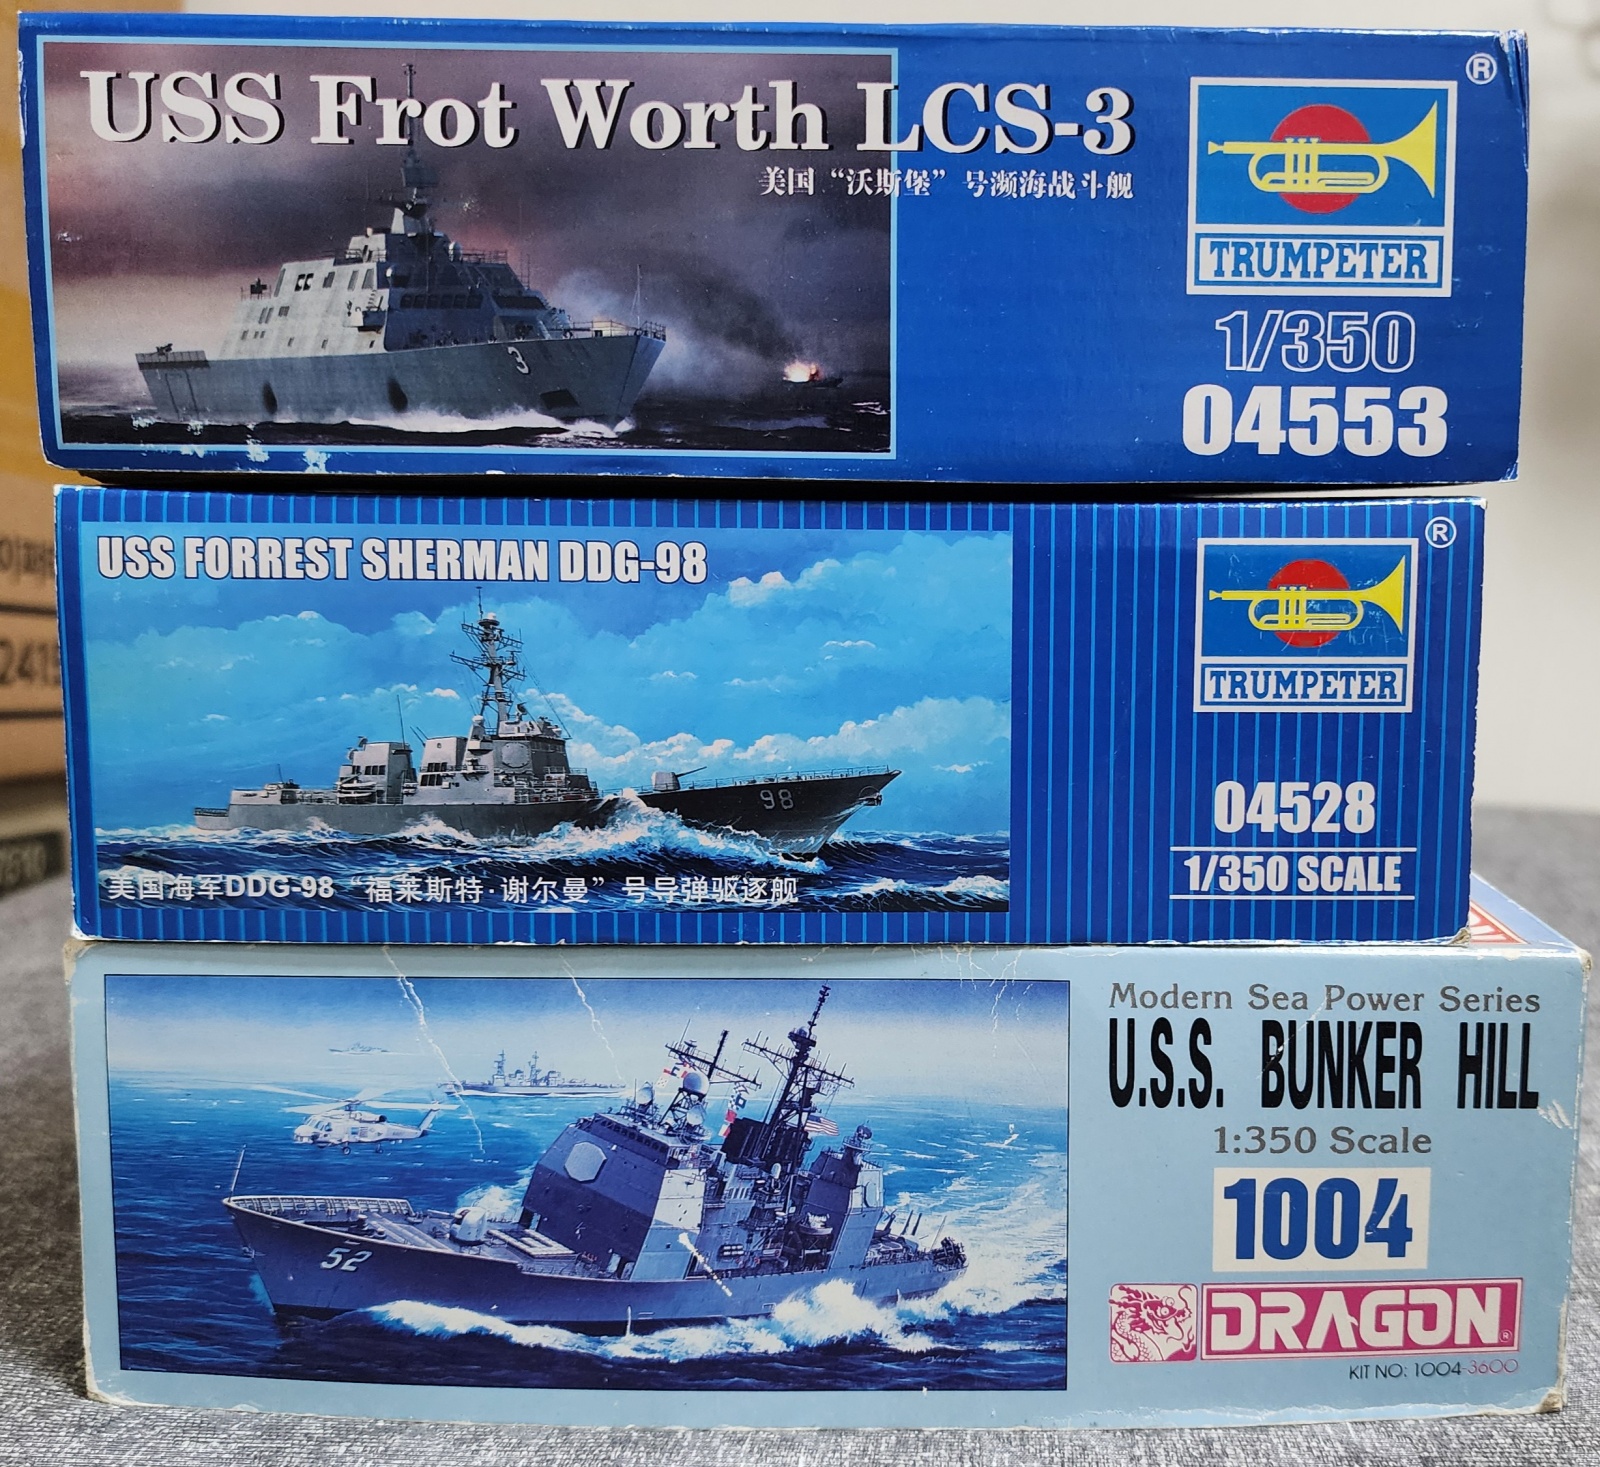 USS Frot Worth LCS-3
美国“沃斯堡”号濒海战斗舰
®
TRUMPETER
1/350
04553
3
USS FORREST SHERMAN DDG-98
98
美国海军DDG-98 “福莱斯特·谢尔曼”号导弹驱逐舰
®
TRUMPETER
04528
1/350 SCALE
Modern Sea Power Series
U.S.S. BUNKER HILL
1:350 Scale
1004
DRAGON®
KIT NO: 1004-3600
52
2415